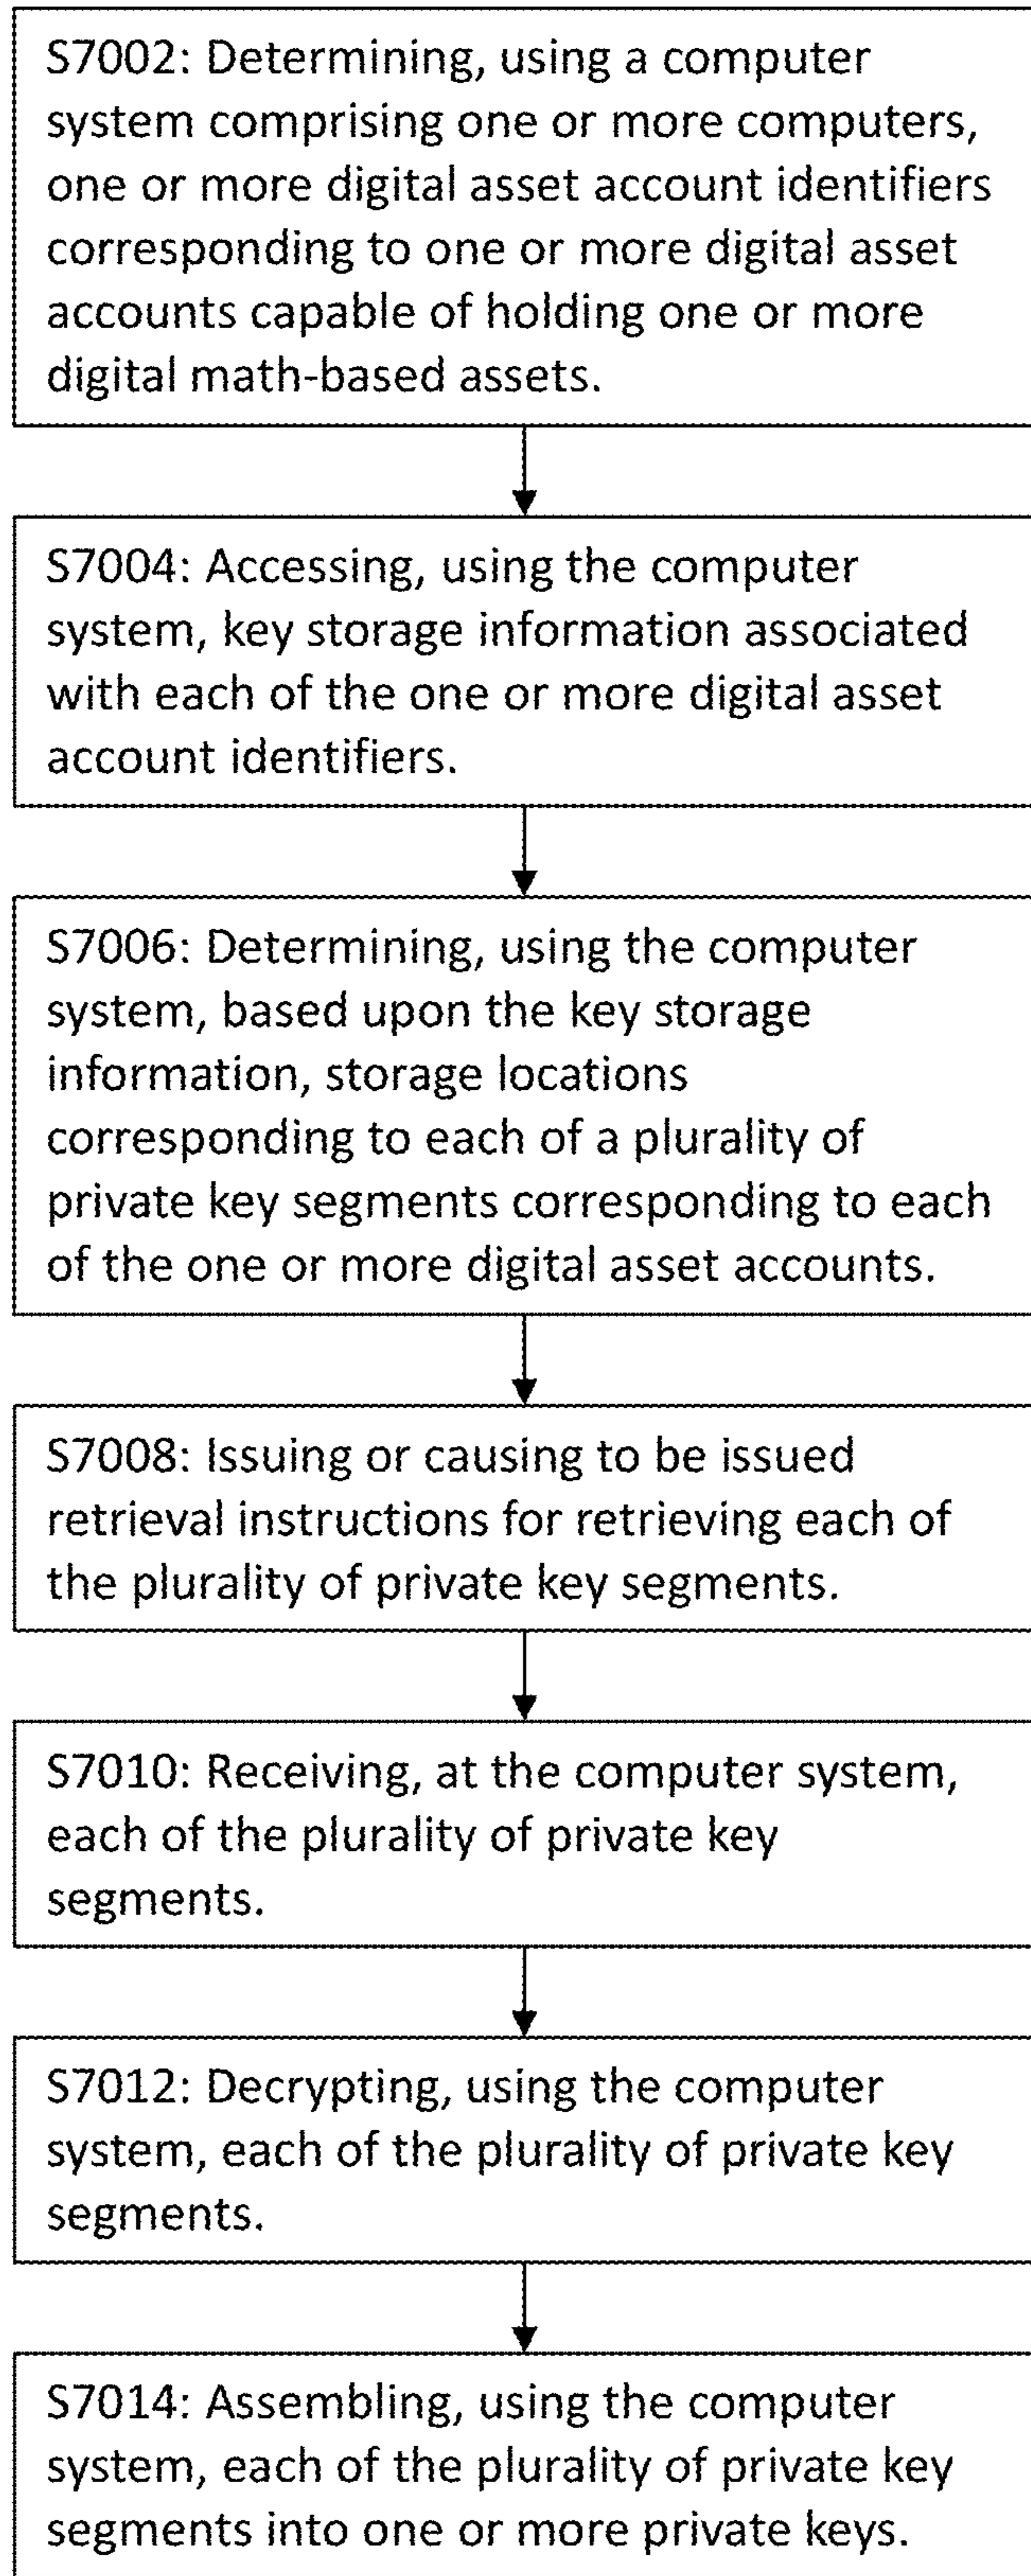 S7002: Determining, using a computer
system comprising one or more computers,
one or more digital asset account identifiers
corresponding to one or more digital asset
accounts capable of holding one or more
digital math-based assets.
S7004: Accessing, using the computer
system, key storage information associated
with each of the one or more digital asset
account identifiers.
S7006: Determining, using the computer
system, based upon the key storage
information, storage locations
corresponding to each of a plurality of
private key segments corresponding to each
of the one or more digital asset accounts.
S7008: Issuing or causing to be issued
retrieval instructions for retrieving each of
the plurality of private key segments.
S7010: Receiving, at the computer system,
each of the plurality of private key
segments.
S7012: Decrypting, using the computer
system, each of the plurality of private key
segments.
S7014: Assembling, using the computer
system, each of the plurality of private key
segments into one or more private keys.